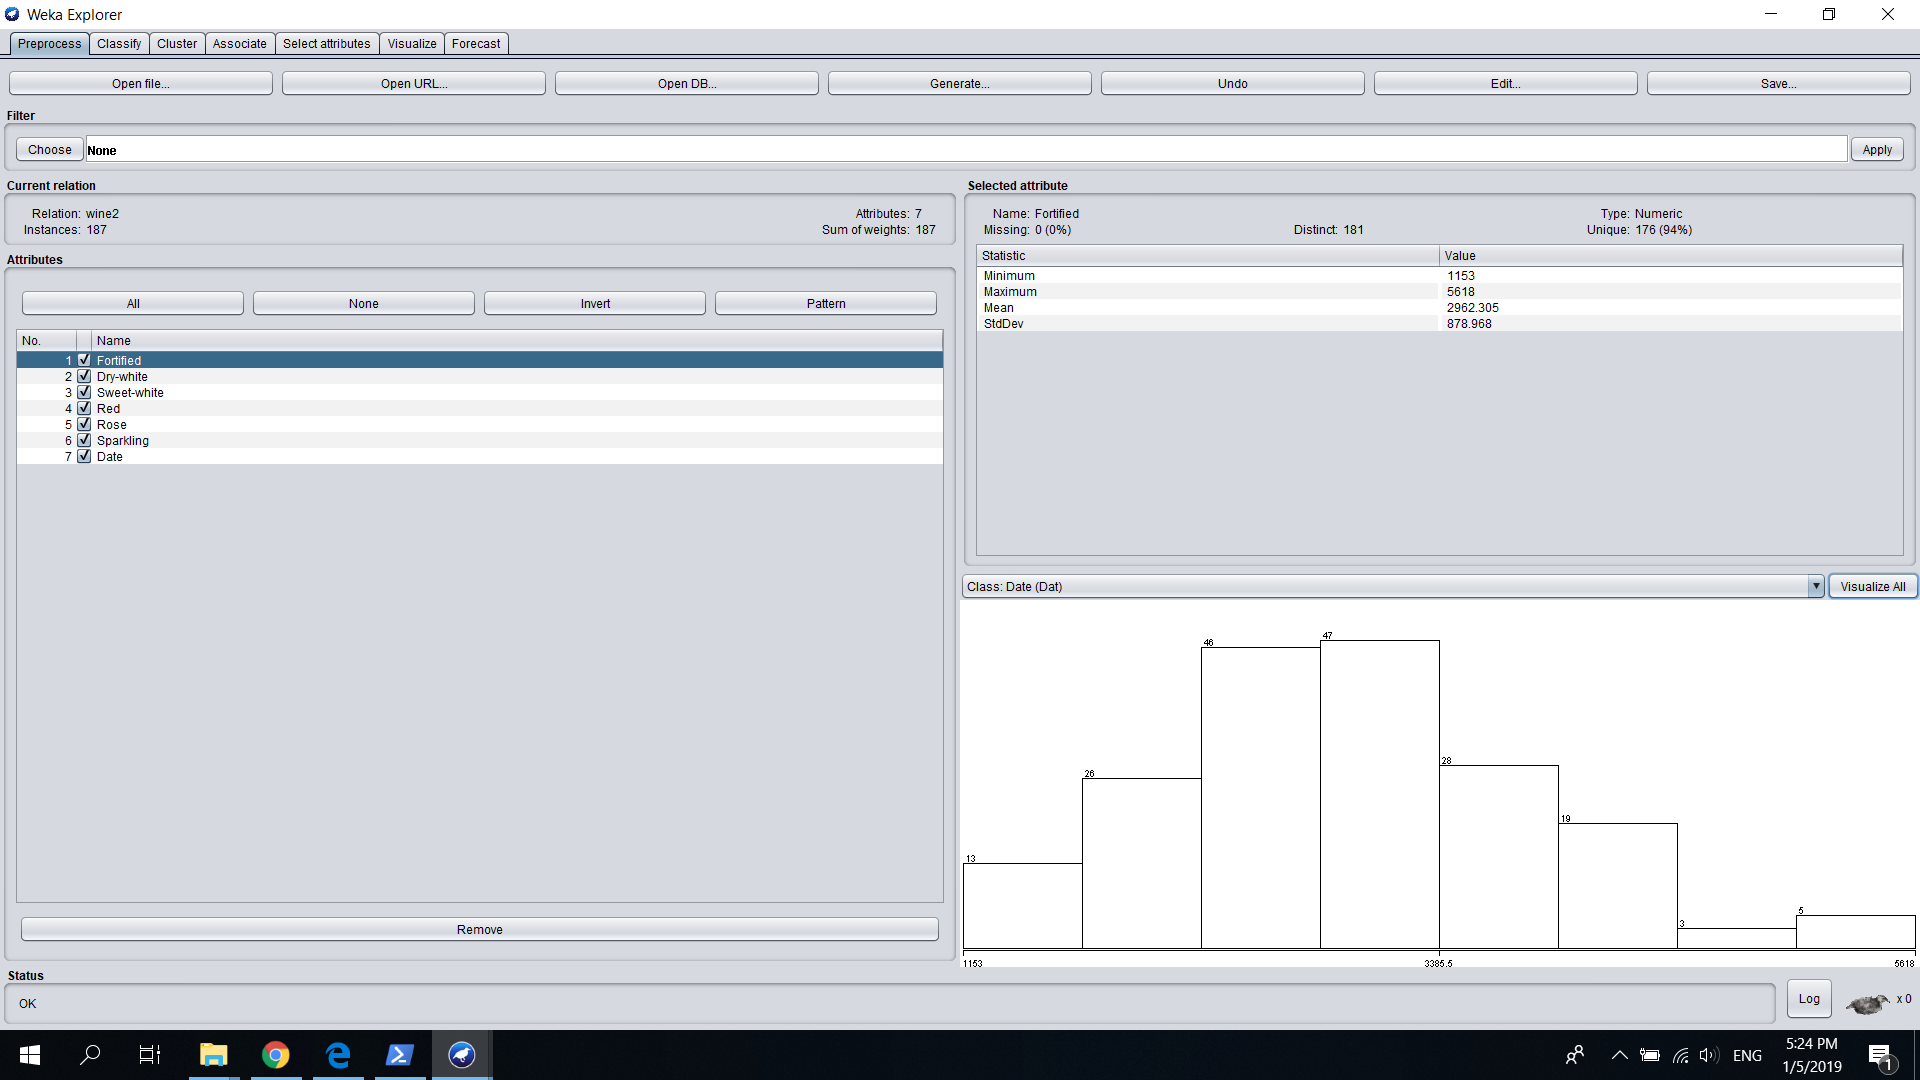 Weka Explorer
Preprocess Classify Cluster Associate Select attributes Visualize Forecast
Open file... Open URL... Open DB... Generate... Undo Edit... Save...
Filter
Choose None Apply
Current relation
Relation: wine2 Attributes: 7
Instances: 187 Sum of weights: 187
Attributes
All None Invert Pattern
No. Name
1 Fortified
2 Dry-white
3 Sweet-white
4 Red
5 Rose
6 Sparkling
7 Date
Remove
Selected attribute
Name: Fortified Type: Numeric
Missing: 0 (0%) Distinct: 181 Unique: 176 (94%)
Statistic Value
Minimum 1153
Maximum 5618
Mean 2962.305
StdDev 878.968
Class: Date (Dat) Visualize All
13 26 46 47 28 19 3 5
1153 3385.5 5618
Status
OK
Log x 0
ENG
5:24 PM
1/5/2019
1